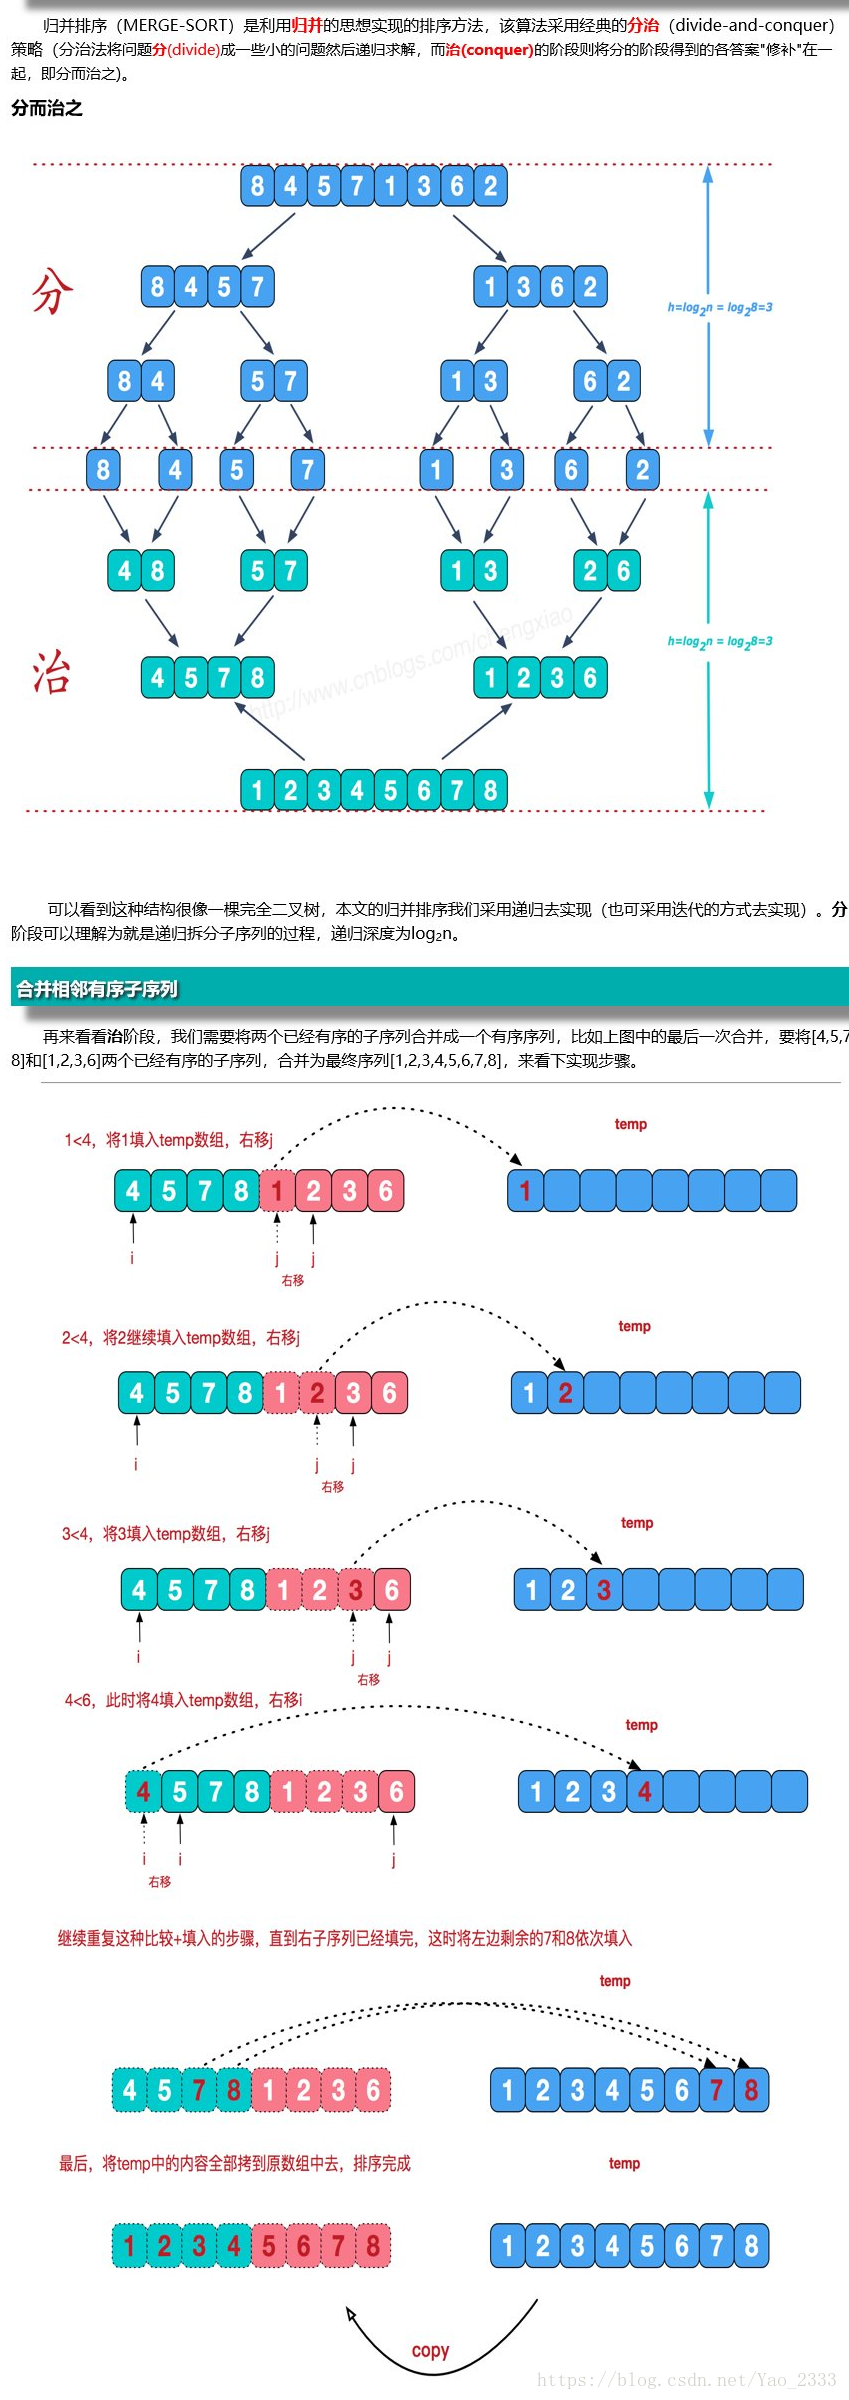 归并排序（MERGE-SORT）是利用归并的思想实现的排序方法，该算法采用经典的分治（divide-and-conquer）
策略（分治法将问题分(divide)成一些小的问题然后递归求解，而治(conquer)的阶段则将分的阶段得到的各答案"修补"在一
起，即分而治之)。
分而治之
8 4 5 7 1 3 6 2
分
8 4 5 7 1 3 6 2
h=log2n = log28=3
8 4 5 7 1 3 6 2
8 4 5 7 1 3 6 2
4 8 5 7 1 3 2 6
http://www.cnblogs.com/chengxiao
h=log2n = log28=3
治
4 5 7 8 1 2 3 6
1 2 3 4 5 6 7 8
可以看到这种结构很像一棵完全二叉树，本文的归并排序我们采用递归去实现（也可采用迭代的方式去实现）。分
阶段可以理解为就是递归拆分子序列的过程，递归深度为log2n。
合并相邻有序子序列
再来看看治阶段，我们需要将两个已经有序的子序列合并成一个有序序列，比如上图中的最后一次合并，要将[4,5,7
8]和[1,2,3,6]两个已经有序的子序列，合并为最终序列[1,2,3,4,5,6,7,8]，来看下实现步骤。
temp
1<4，将1填入temp数组，右移j
4 5 7 8 1 2 3 6 1
i j j
右移
temp
2<4，将2继续填入temp数组，右移j
4 5 7 8 1 2 3 6 1 2
i j j
右移
temp
3<4，将3填入temp数组，右移j
4 5 7 8 1 2 3 6 1 2 3
i j j
右移
4<6，此时将4填入temp数组，右移i
temp
4 5 7 8 1 2 3 6 1 2 3 4
i i j
右移
继续重复这种比较+填入的步骤，直到右子序列已经填完，这时将左边剩余的7和8依次填入
temp
4 5 7 8 1 2 3 6 1 2 3 4 5 6 7 8
最后，将temp中的内容全部拷到原数组中去，排序完成
temp
1 2 3 4 5 6 7 8 1 2 3 4 5 6 7 8
copy
https://blog.csdn.net/Yao_2333